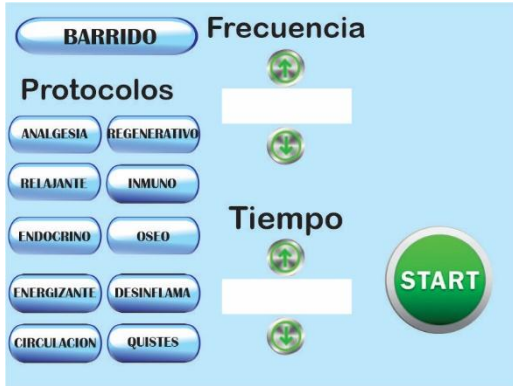 BARRIDO
Frecuencia
Protocolos
ANALGESIA
REGENERATIVO
RELAJANTE
INMUNO
ENDOCRINO
OSEO
ENERGIZANTE
DESINFLAMA
CIRCULACION
QUISTES
Tiempo
START